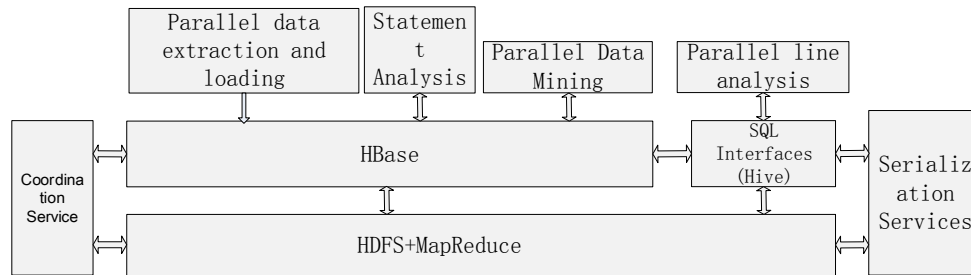 Parallel data
extraction and
loading
Statemen
t
Analysis
Parallel Data
Mining
Parallel line
analysis
Coordina
tion
Service
HBase
SQL
Interfaces
(Hive)
Serializ
ation
Services
HDFS+MapReduce